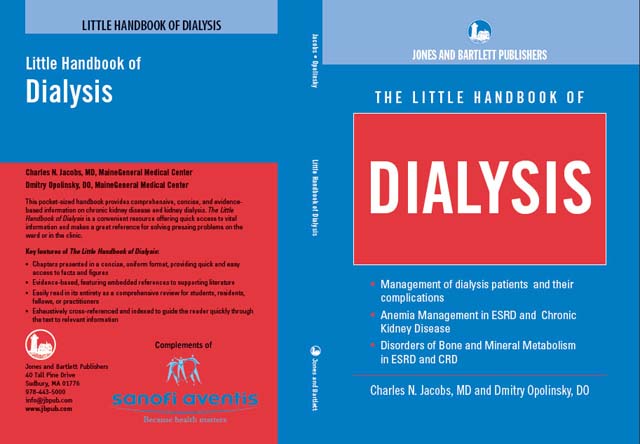 LITTLE HANDBOOK OF DIALYSIS
Little Handbook of
Dialysis
Charles N. Jacobs, MD, MaineGeneral Medical Center
Dmitry Opolinsky, DO, MaineGeneral Medical Center
This pocket-sized handbook provides comprehensive, concise, and evidence-
based information on chronic kidney disease and kidney dialysis. The Little
Handbook of Dialysis is a convenient resource offering quick access to vital
information and makes a great reference for solving pressing problems on the
ward or in the clinic.
Key features of The Little Handbook of Dialysis:
• Chapters presented in a concise, uniform format, providing quick and easy
access to facts and figures
• Evidence-based, featuring embedded references to supporting literature
• Easily read in its entirety as a comprehensive review for students, residents,
fellows, or practitioners
• Exhaustively cross-referenced and indexed to guide the reader quickly through
the text to relevant information
Jones and Bartlett Publishers
40 Tall Pine Drive
Sudbury, MA 01776
978-443-5000
info@jbpub.com
www.jbpub.com
Complements of
sanofi aventis
Because health matters
Jacobs • Opolinsky
Little Handbook of Dialysis
Jones and Bartlett
JONES AND BARTLETT PUBLISHERS
THE LITTLE HANDBOOK OF
DIALYSIS
• Management of dialysis patients and their
complications
• Anemia Management in ESRD and Chronic
Kidney Disease
• Disorders of Bone and Mineral Metabolism
in ESRD and CRD
Charles N. Jacobs, MD and Dmitry Opolinsky, DO